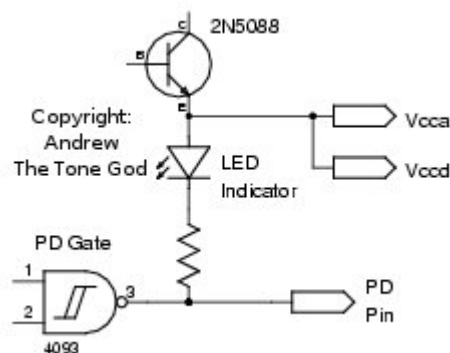 C
2N5088
B
E
Copyright:
Andrew
The Tone God
Vcca
LED
Indicator
Vccd
PD Gate
1
2
3
PD
Pin
4093